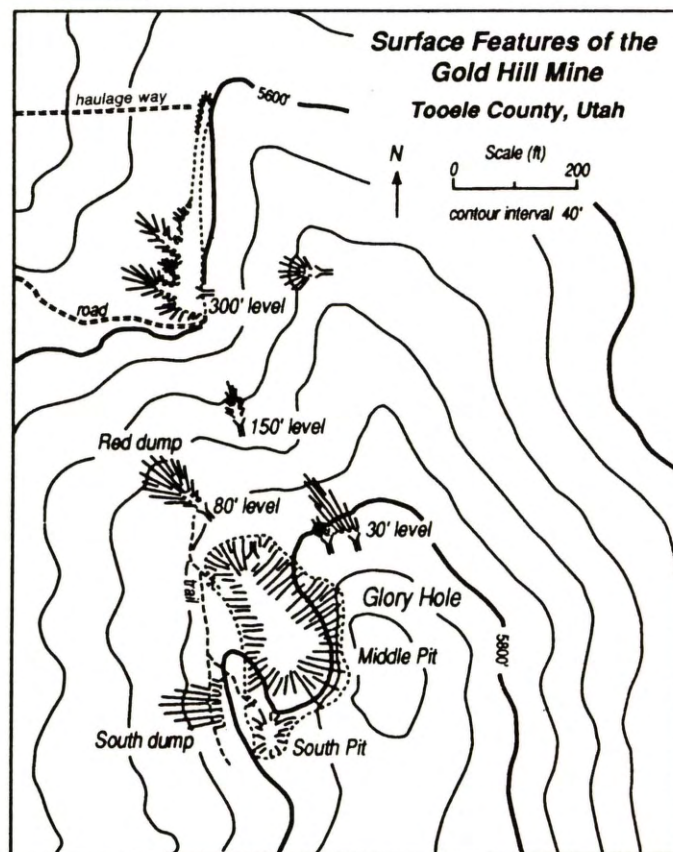 Surface Features of the
Gold Hill Mine
Tooele County, Utah
haulage way
5600'
N
Scale (ft)
0
200
contour interval 40'
300' level
road
150' level
Red dump
80' level
30' level
trail
Glory Hole
Middle Pit
5800'
South dump
South Pit